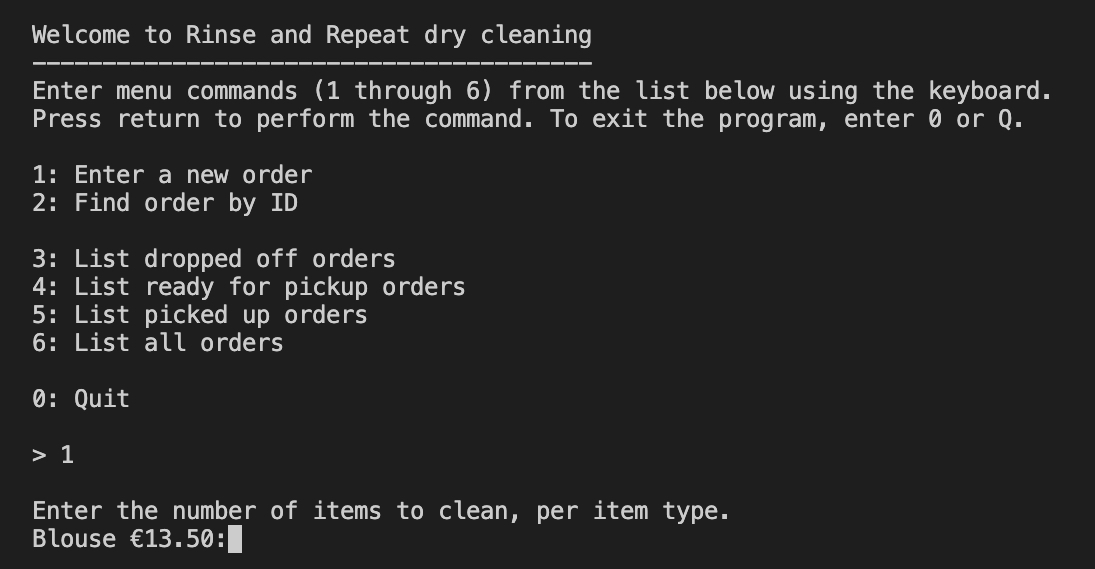 Welcome to Rinse and Repeat dry cleaning
----------------------------------------
Enter menu commands (1 through 6) from the list below using the keyboard.
Press return to perform the command. To exit the program, enter 0 or Q.
1: Enter a new order
2: Find order by ID
3: List dropped off orders
4: List ready for pickup orders
5: List picked up orders
6: List all orders
0: Quit
> 1
Enter the number of items to clean, per item type.
Blouse €13.50: